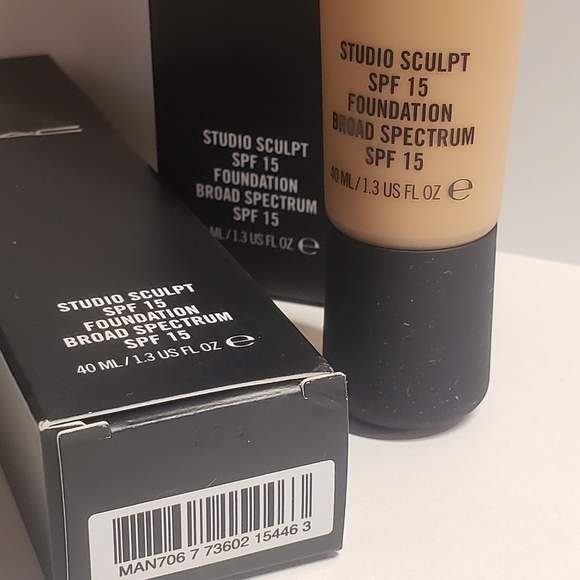 STUDIO SCULPT
SPF 15
FOUNDATION
BROAD SPECTRUM
SPF 15
40 ML / 1.3 US FL OZ ℮
STUDIO SCULPT
SPF 15
FOUNDATION
BROAD SPECTRUM
SPF 15
ML / 1.3 US FL OZ ℮
STUDIO SCULPT
SPF 15
FOUNDATION
BROAD SPECTRUM
SPF 15
40 ML / 1.3 US FL OZ ℮
MAN706 7 73602 15446 3